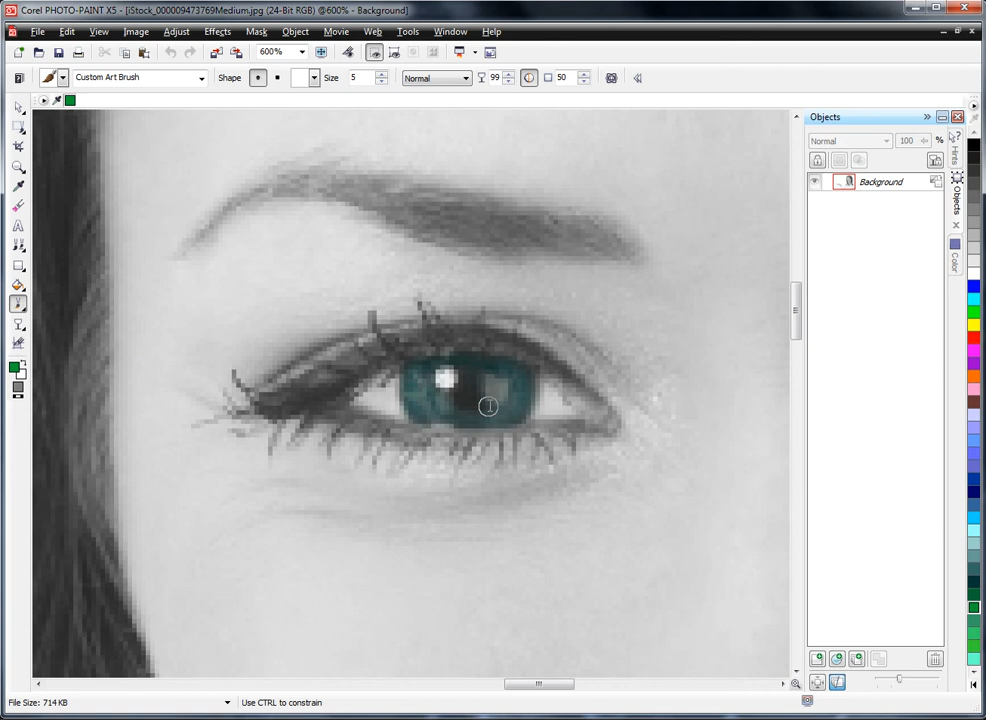 Corel PHOTO-PAINT X5 - [iStock_000009473769Medium.jpg (24-Bit RGB) @600% - Background]
File Edit View Image Adjust Effects Mask Object Movie Web Tools Window Help
600%
Custom Art Brush Shape Size 5 Normal 99 50
Objects
Normal 100 %
Background
Hints
Objects
Color
File Size: 714 KB Use CTRL to constrain